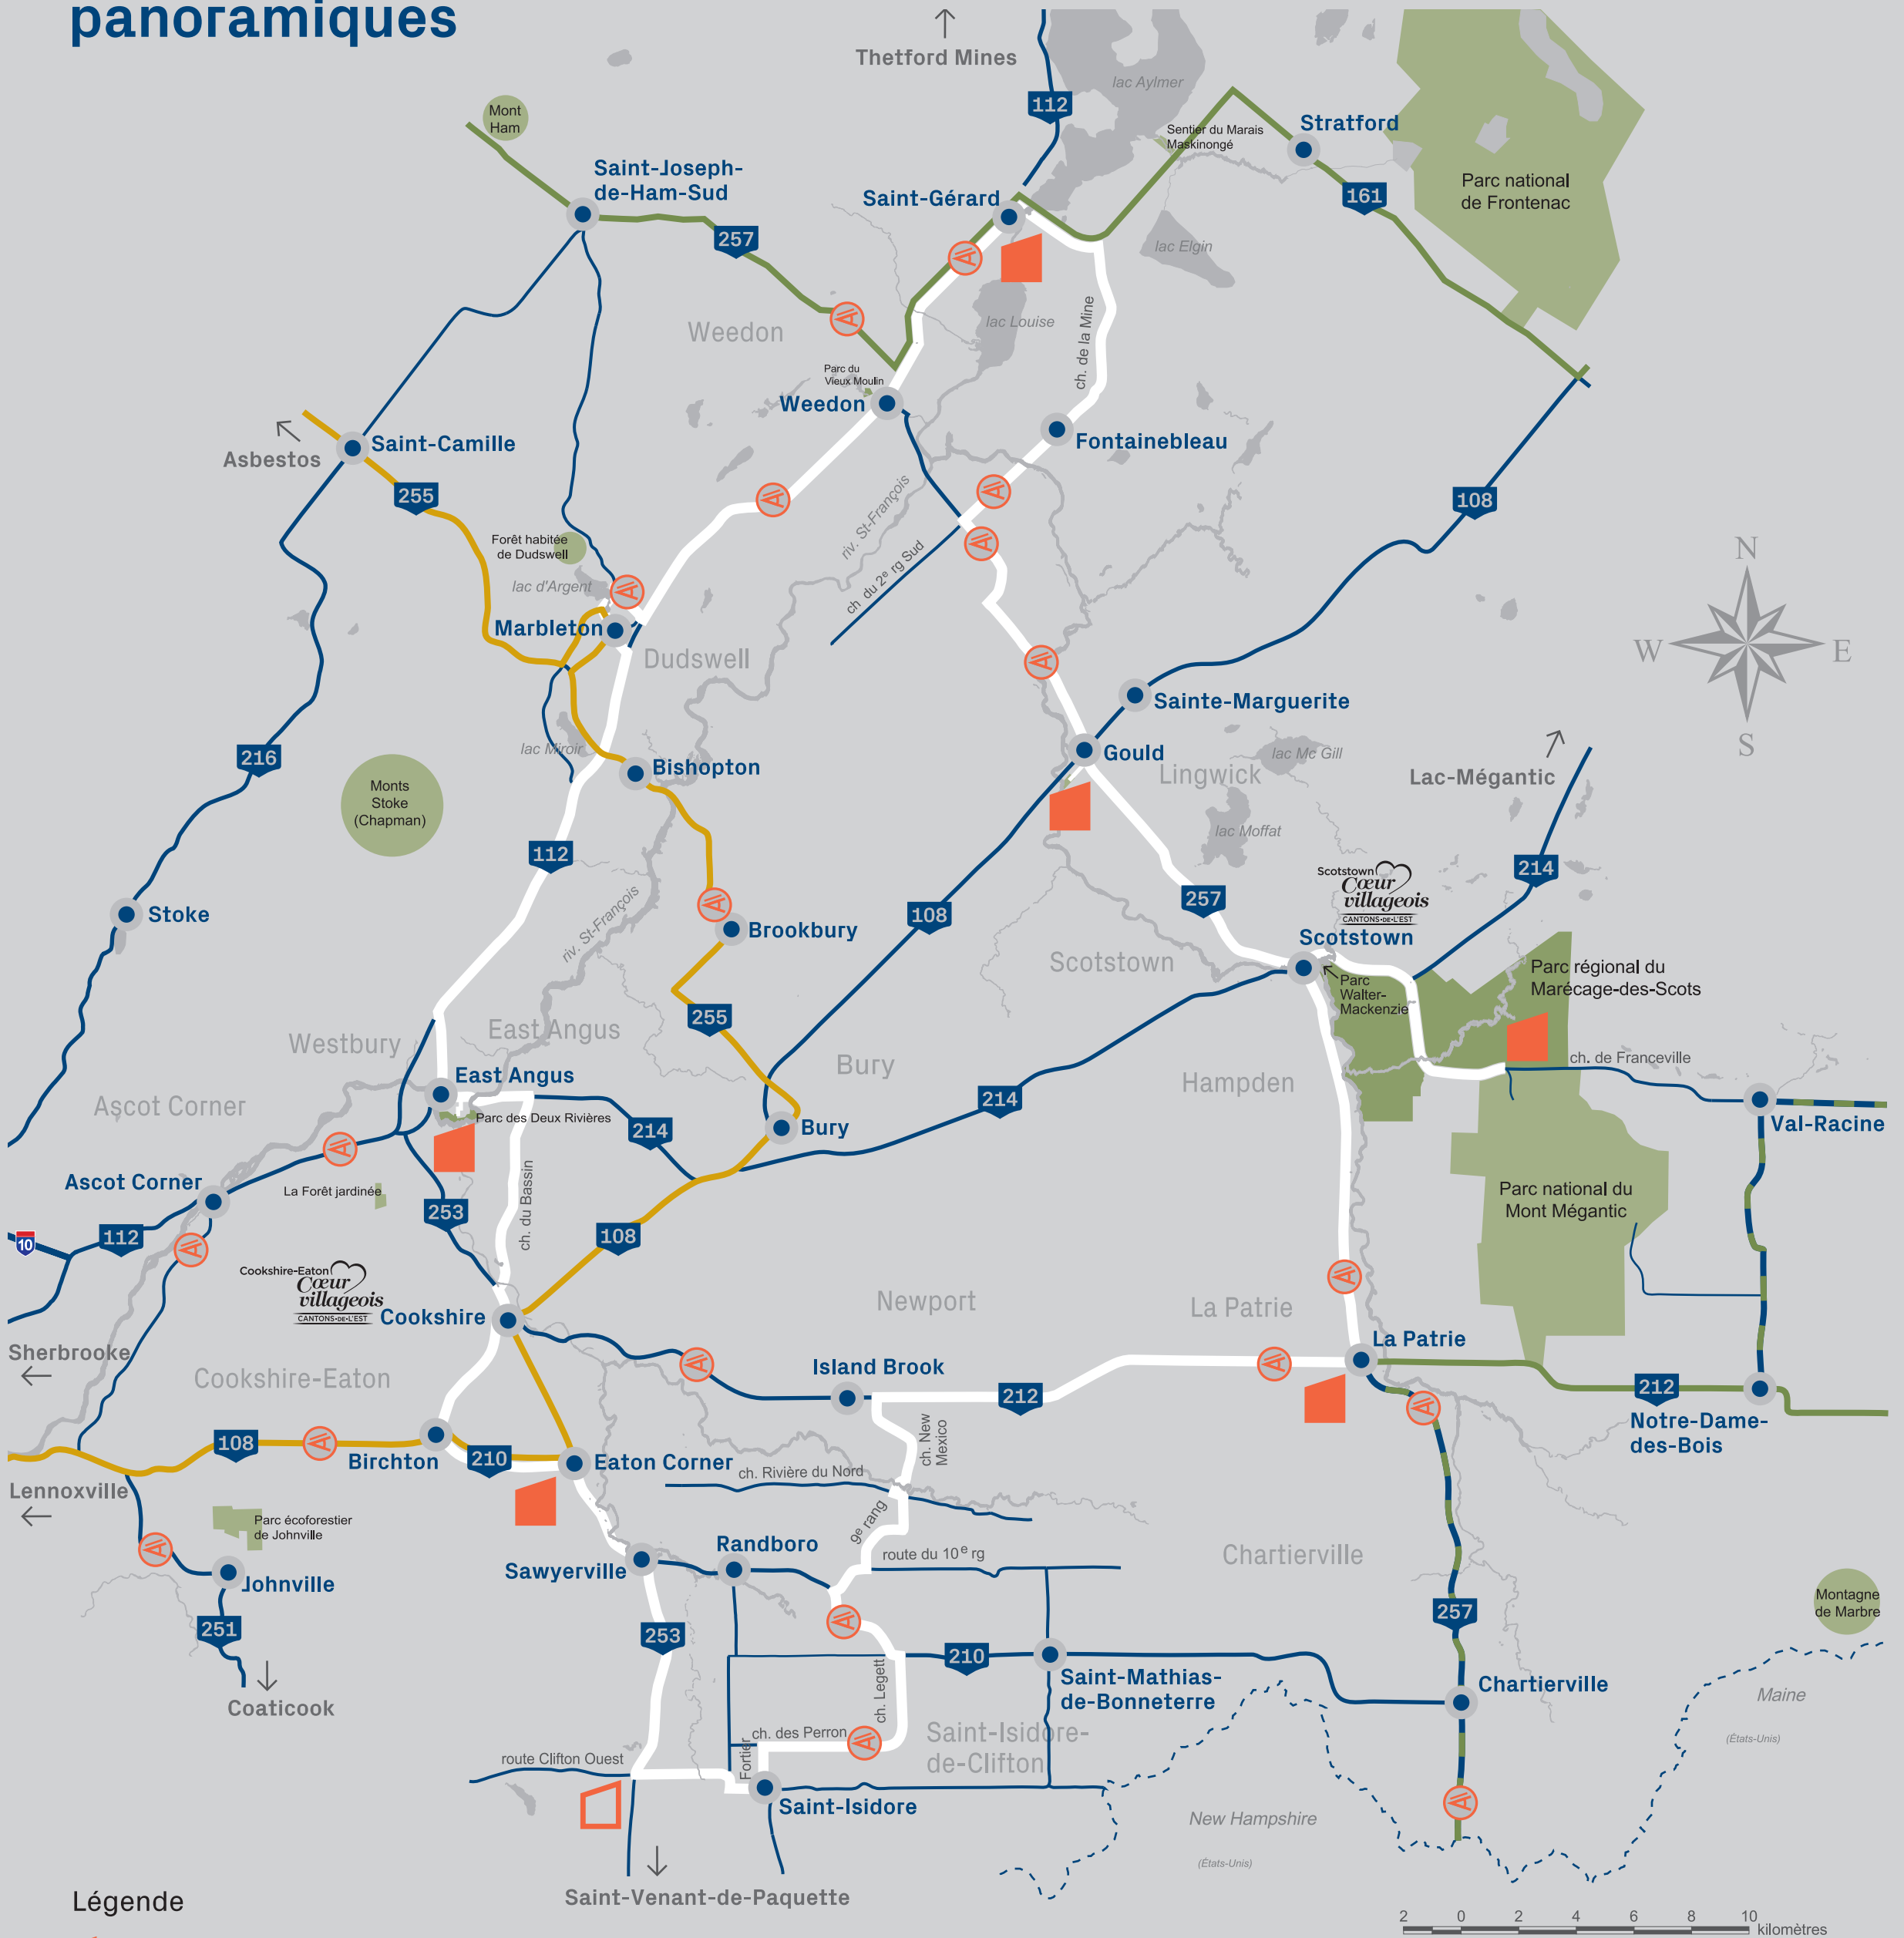 panoramiques
Thetford Mines
112
lac Aylmer
Mont
Ham
Sentier du Marais
Maskinongé
Stratford
Saint-Joseph-
de-Ham-Sud
Saint-Gérard
161
Parc national
de Frontenac
257
lac Elgin
lac Louise
ch. de la Mine
Weedon
Parc du
Vieux Moulin
Weedon
Fontainebleau
Saint-Camille
Asbestos
255
108
riv. St-François
Forêt habitée
de Dudswell
lac d'Argent
ch. du 2e rg Sud
N
W
E
S
Marbleton
Dudswell
Sainte-Marguerite
216
lac Miroir
Bishopton
Gould
lac Mc Gill
Lingwick
Lac-Mégantic
Monts
Stoke
(Chapman)
lac Moffat
112
214
Scotstown
Cœur
villageois
CANTONS-DE-L'EST
257
Stoke
108
Brookbury
riv. St-François
Scotstown
Scotstown
Parc régional du
Marécage-des-Scots
Parc
Walter-
Mackenzie
255
East Angus
Westbury
Bury
ch. de Franceville
East Angus
Hampden
214
Ascot Corner
Parc des Deux Rivières
214
Bury
Val-Racine
Ascot Corner
La Forêt jardinée
ch. du Bassin
Parc national du
Mont Mégantic
253
112
10
108
Cookshire-Eaton
Cœur
villageois
CANTONS-DE-L'EST
Cookshire
Newport
La Patrie
La Patrie
Sherbrooke
Island Brook
Cookshire-Eaton
212
212
Notre-Dame-
des-Bois
ch. New
Mexico
108
Birchton
210
Eaton Corner
ch. Rivière du Nord
Lennoxville
Parc écoforestier
de Johnville
9e rang
Randboro
route du 10e rg
Chartierville
Sawyerville
Johnville
Montagne
de Marbre
251
253
257
210
Saint-Mathias-
de-Bonneterre
Chartierville
Coaticook
ch. Legett
Maine
(États-Unis)
ch. des Perron
Saint-Isidore-
de-Clifton
route Clifton Ouest
Fortier
Saint-Isidore
New Hampshire
(États-Unis)
Saint-Venant-de-Paquette
Légende
2 0 2 4 6 8 10
kilomètres